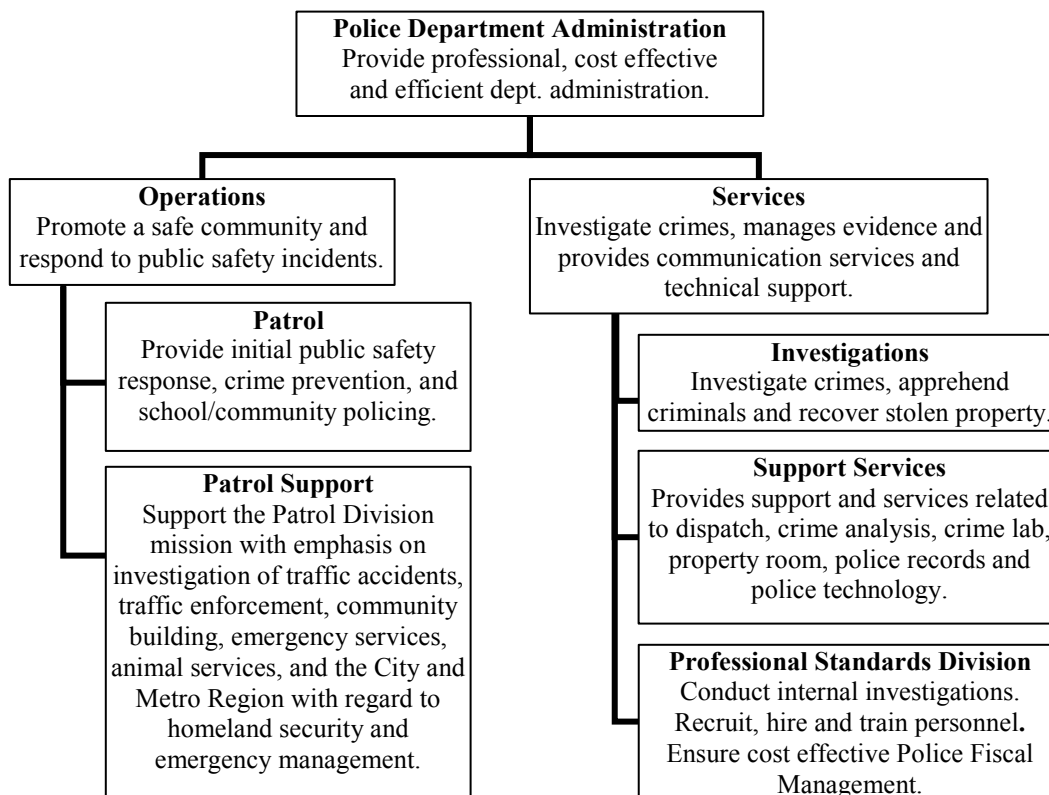 Police Department Administration
Provide professional, cost effective
and efficient dept. administration.
Operations
Promote a safe community and
respond to public safety incidents.
Patrol
Provide initial public safety
response, crime prevention, and
school/community policing.
Patrol Support
Support the Patrol Division
mission with emphasis on
investigation of traffic accidents,
traffic enforcement, community
building, emergency services,
animal services, and the City and
Metro Region with regard to
homeland security and
emergency management.
Services
Investigate crimes, manages evidence and
provides communication services and
technical support.
Investigations
Investigate crimes, apprehend
criminals and recover stolen property.
Support Services
Provides support and services related
to dispatch, crime analysis, crime lab,
property room, police records and
police technology.
Professional Standards Division
Conduct internal investigations.
Recruit, hire and train personnel.
Ensure cost effective Police Fiscal
Management.